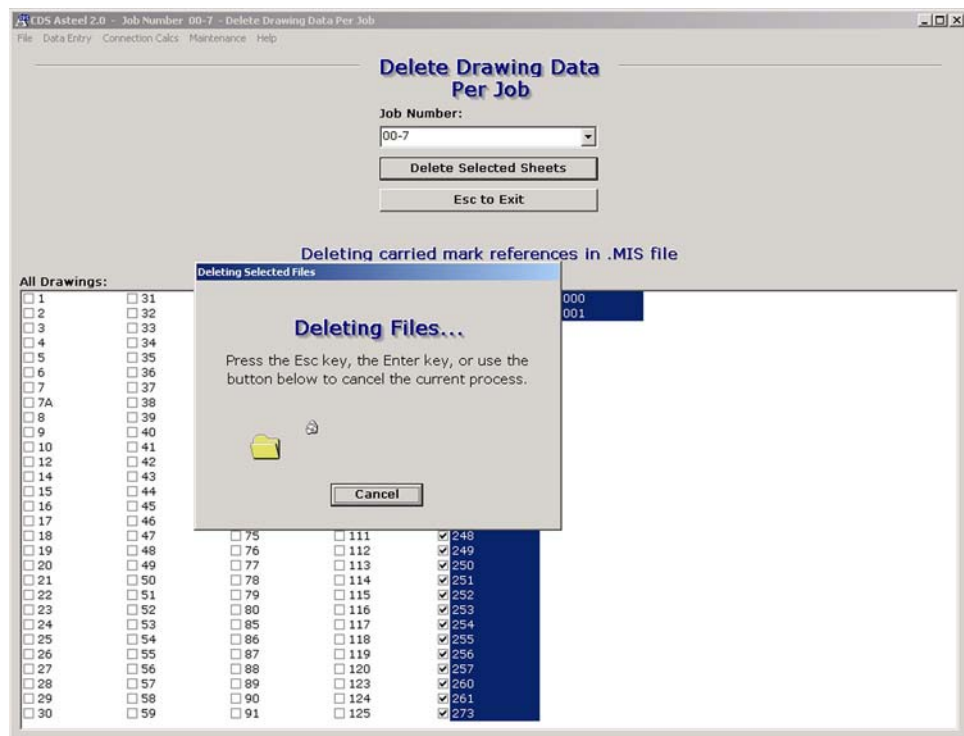 CDS Asteel 2.0 - Job Number 00-7 - Delete Drawing Data Per Job
File Data Entry Connection Calcs Maintenance Help
Delete Drawing Data
Per Job
Job Number:
00-7
Delete Selected Sheets
Esc to Exit
Deleting carried mark references in .MIS file
All Drawings:
Deleting Selected Files
Deleting Files...
Press the Esc key, the Enter key, or use the
button below to cancel the current process.
Cancel
1 31 000
2 32 001
3 33
4 34
5 35
6 36
7 37
7A 38
8 39
9 40
10 41
12 42
14 43
15 44
16 45
17 46
18 47 75 111 248
19 48 76 112 249
20 49 77 113 250
21 50 78 114 251
22 51 79 115 252
23 52 80 116 253
24 53 85 117 254
25 54 86 118 255
26 55 87 119 256
27 56 88 120 257
28 57 89 123 260
29 58 90 124 261
30 59 91 125 273